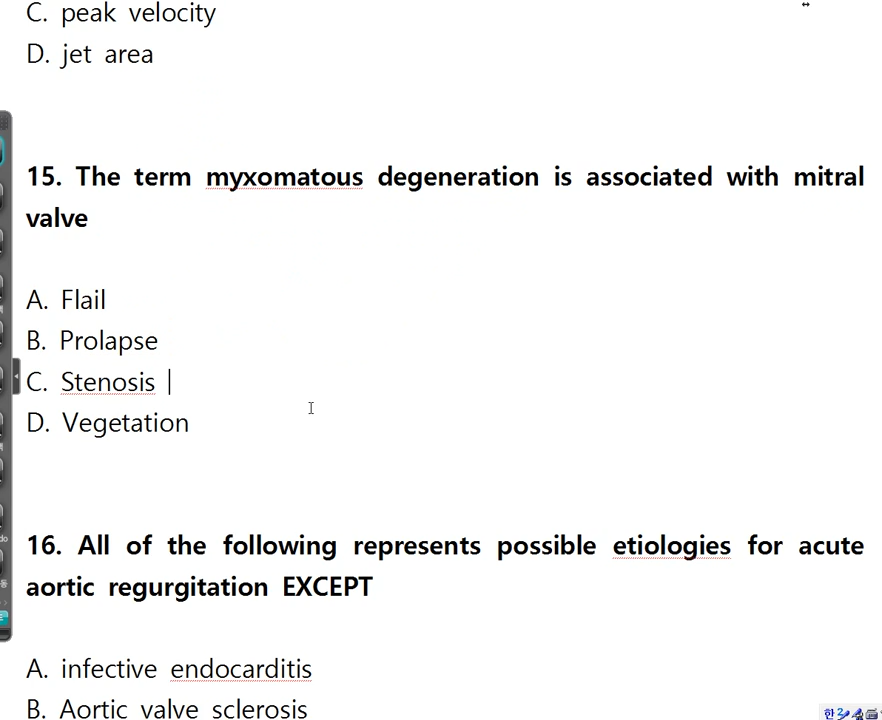 C. peak velocity
D. jet area
15. The term myxomatous degeneration is associated with mitral
valve
A. Flail
B. Prolapse
C. Stenosis
D. Vegetation
16. All of the following represents possible etiologies for acute
aortic regurgitation EXCEPT
A. infective endocarditis
B. Aortic valve sclerosis
한